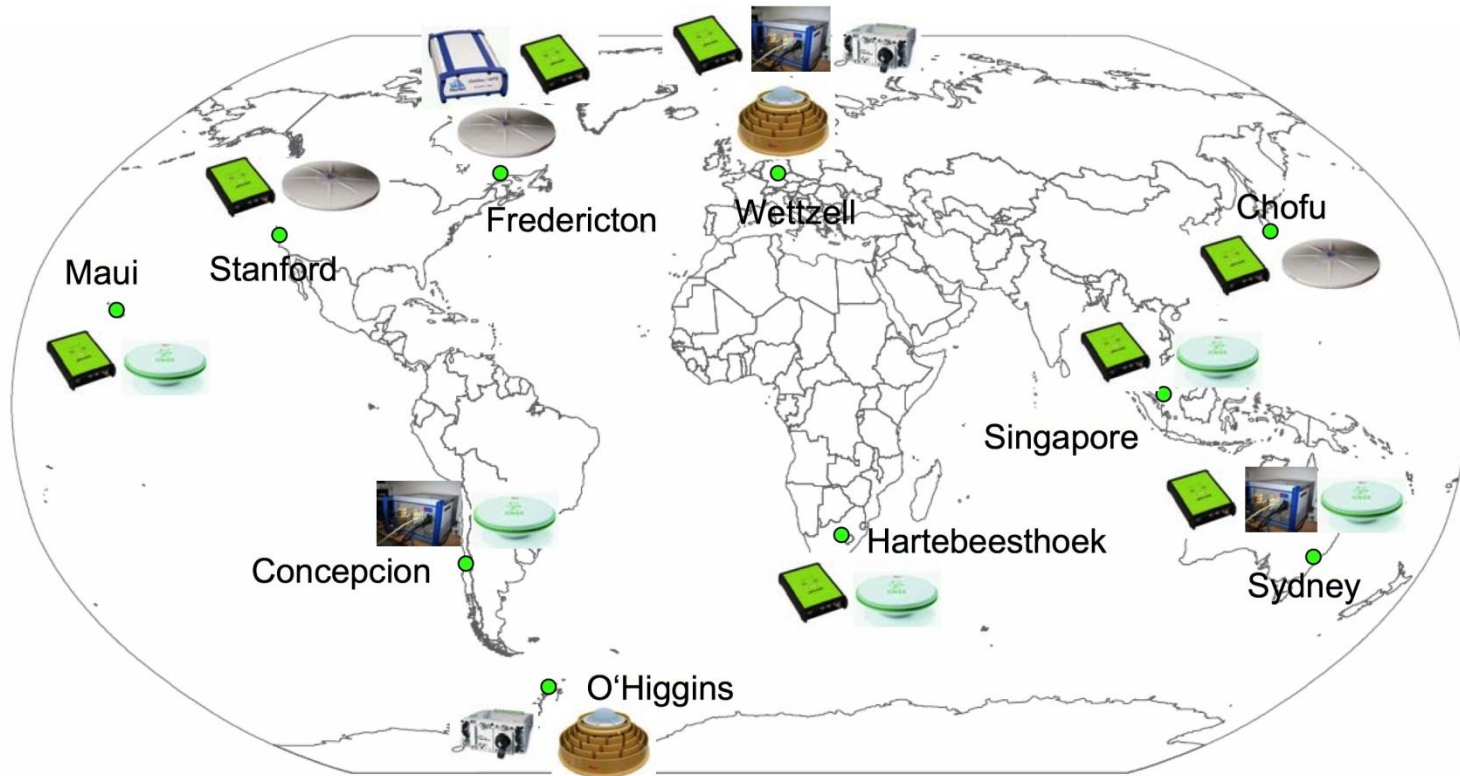 Fredericton
Wettzell
Chofu
Stanford
Maui
Singapore
Hartebeesthoek
Concepcion
Sydney
O‘Higgins